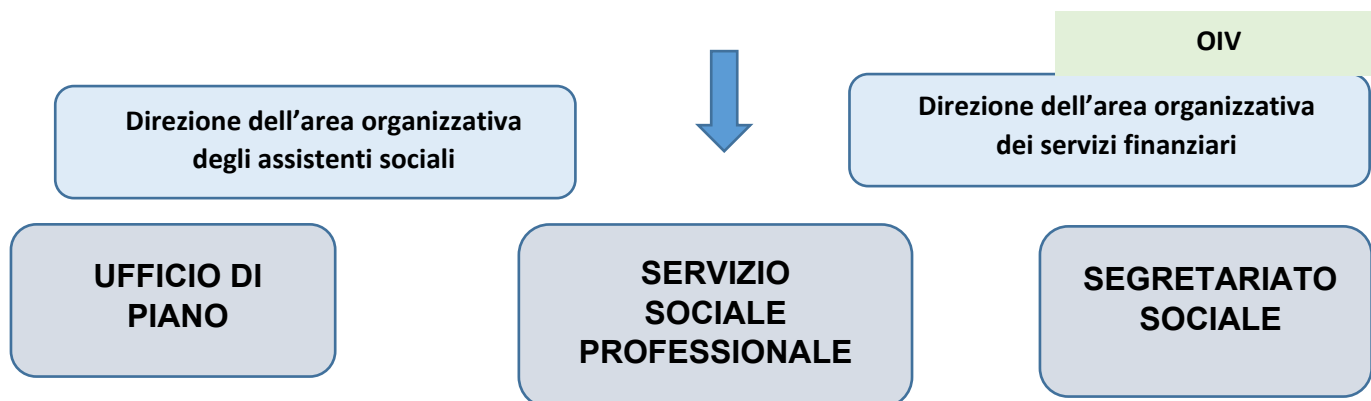 OIV
Direzione dell’area organizzativa
degli assistenti sociali
Direzione dell’area organizzativa
dei servizi finanziari
UFFICIO DI
PIANO
SERVIZIO
SOCIALE
PROFESSIONALE
SEGRETARIATO
SOCIALE